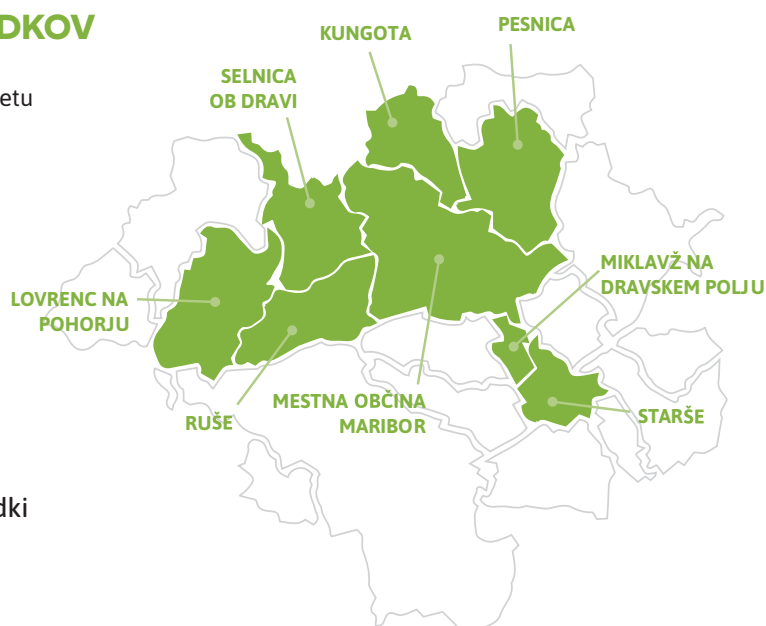 DKOV
etu
KUNGOTA
PESNICA
SELNICA
OB DRAVI
MIKLAVŽ NA
DRAVSKEM POLJU
LOVRENC NA
POHORJU
RUŠE
MESTNA OBČINA
MARIBOR
STARŠE
dki